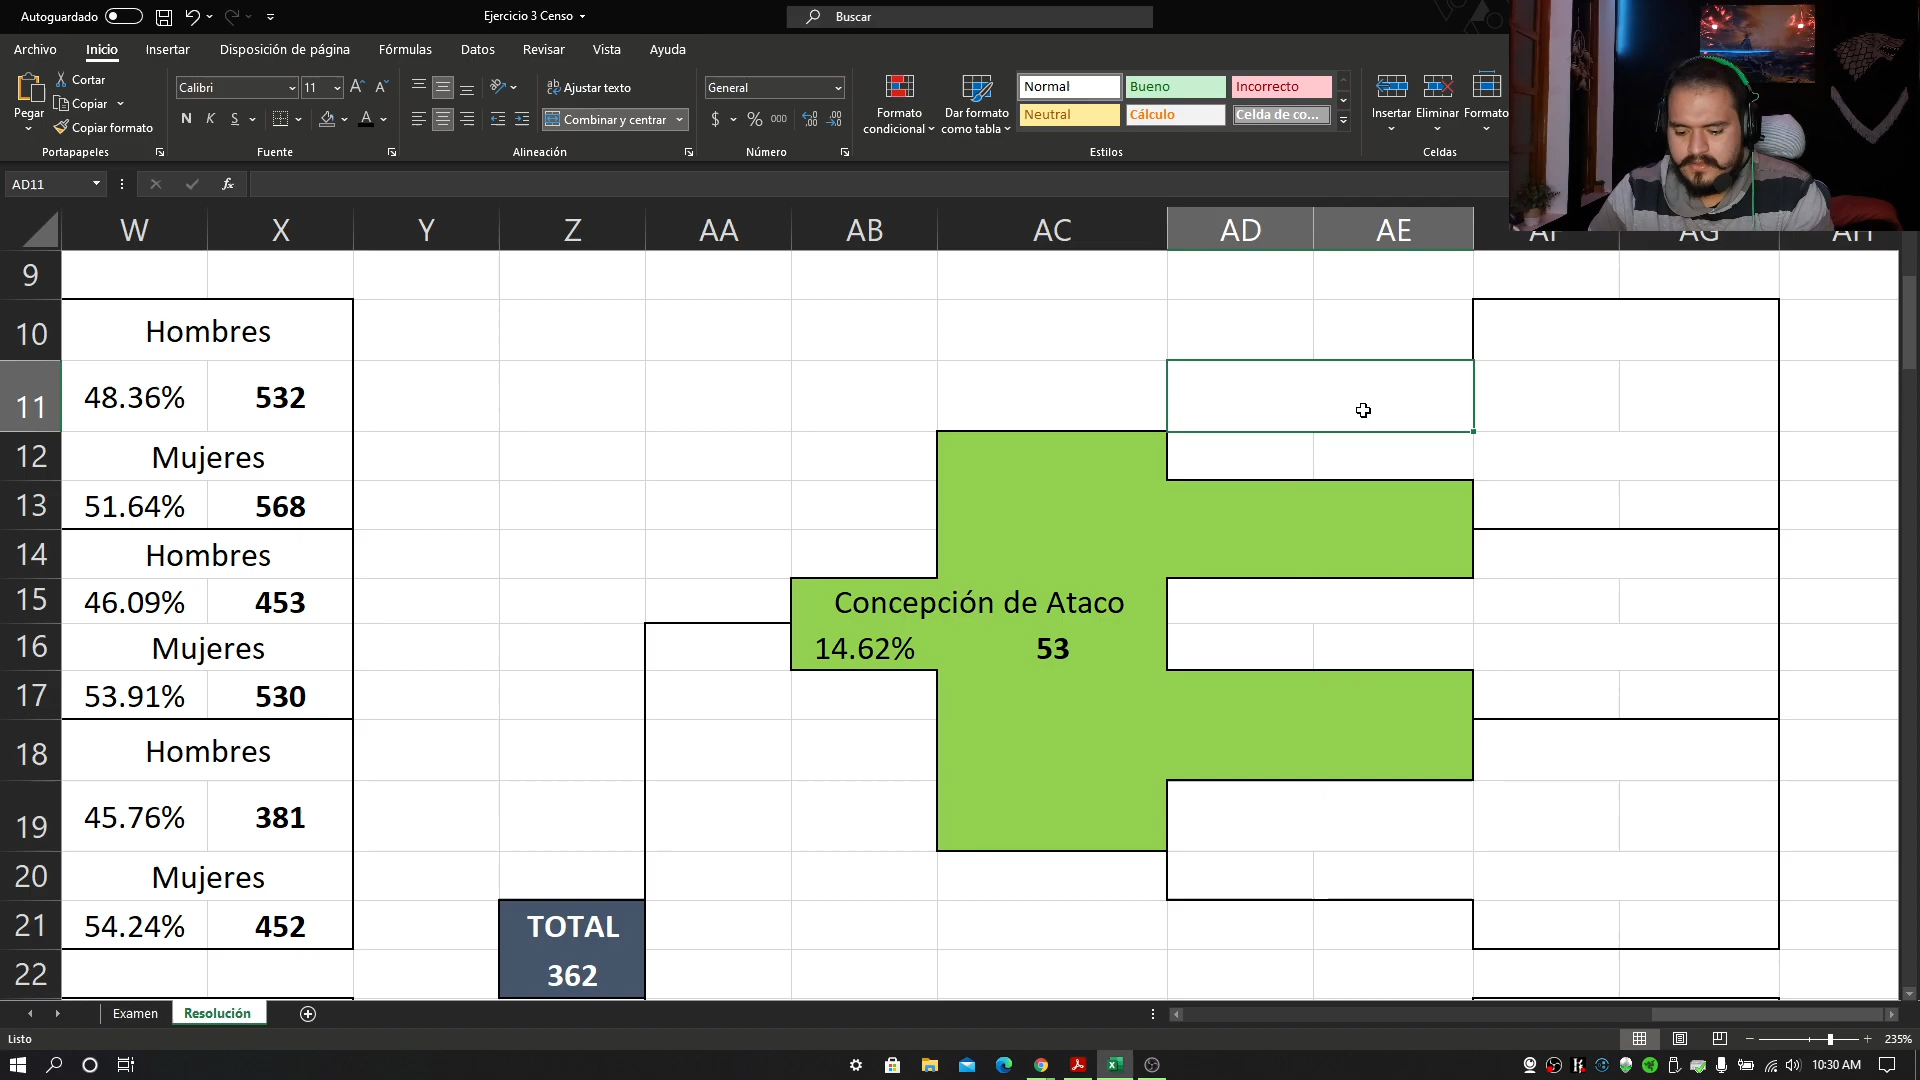 Autoguardado
Ejercicio 3 Censo
Buscar
Archivo Inicio Insertar Disposición de página Fórmulas Datos Revisar Vista Ayuda
Pegar
Cortar
Copiar
Copiar formato
Portapapeles
Calibri 11
N K S
Fuente
Ajustar texto
Combinar y centrar
Alineación
General
$ % 000
Número
Formato condicional
Dar formato como tabla
Normal Bueno Incorrecto
Neutral Cálculo Celda de co...
Estilos
Insertar Eliminar Formato
Celdas
AD11
fx
W X Y Z AA AB AC AD AE AF AG AH
9
10 Hombres
11 48.36% 532
12 Mujeres
13 51.64% 568
14 Hombres
15 46.09% 453 Concepción de Ataco
16 Mujeres 14.62% 53
17 53.91% 530
18 Hombres
19 45.76% 381
20 Mujeres
21 54.24% 452 TOTAL
22 362
Examen Resolución
Listo
235%
10:30 AM